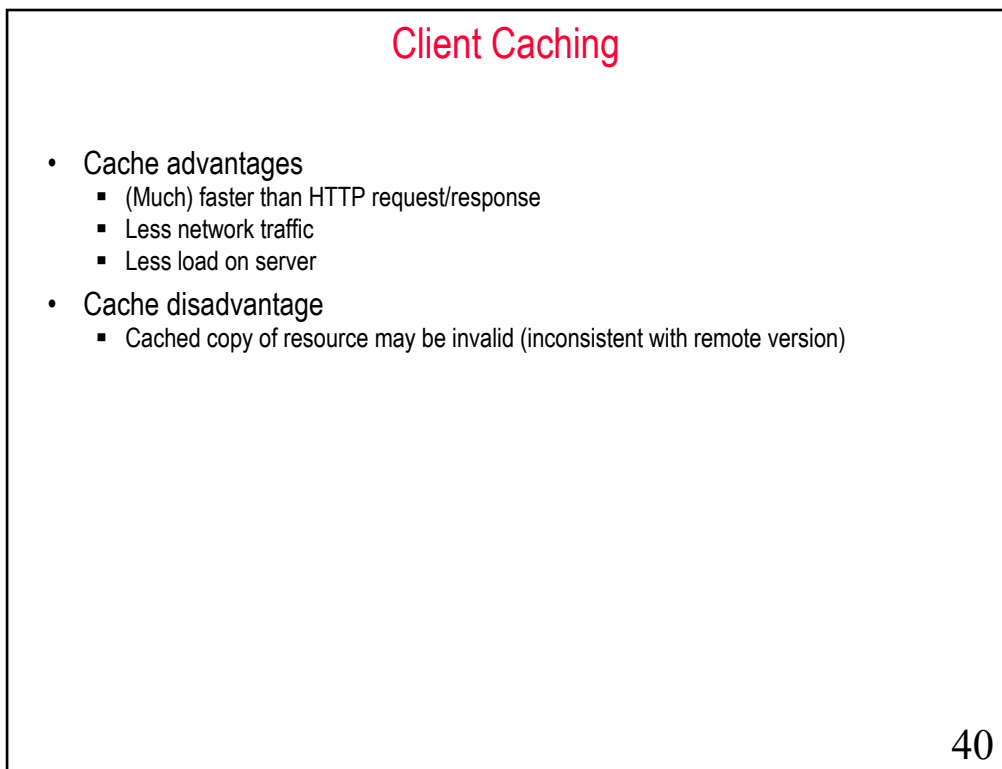 Client Caching
• Cache advantages
▪ (Much) faster than HTTP request/response
▪ Less network traffic
▪ Less load on server
• Cache disadvantage
▪ Cached copy of resource may be invalid (inconsistent with remote version)
40